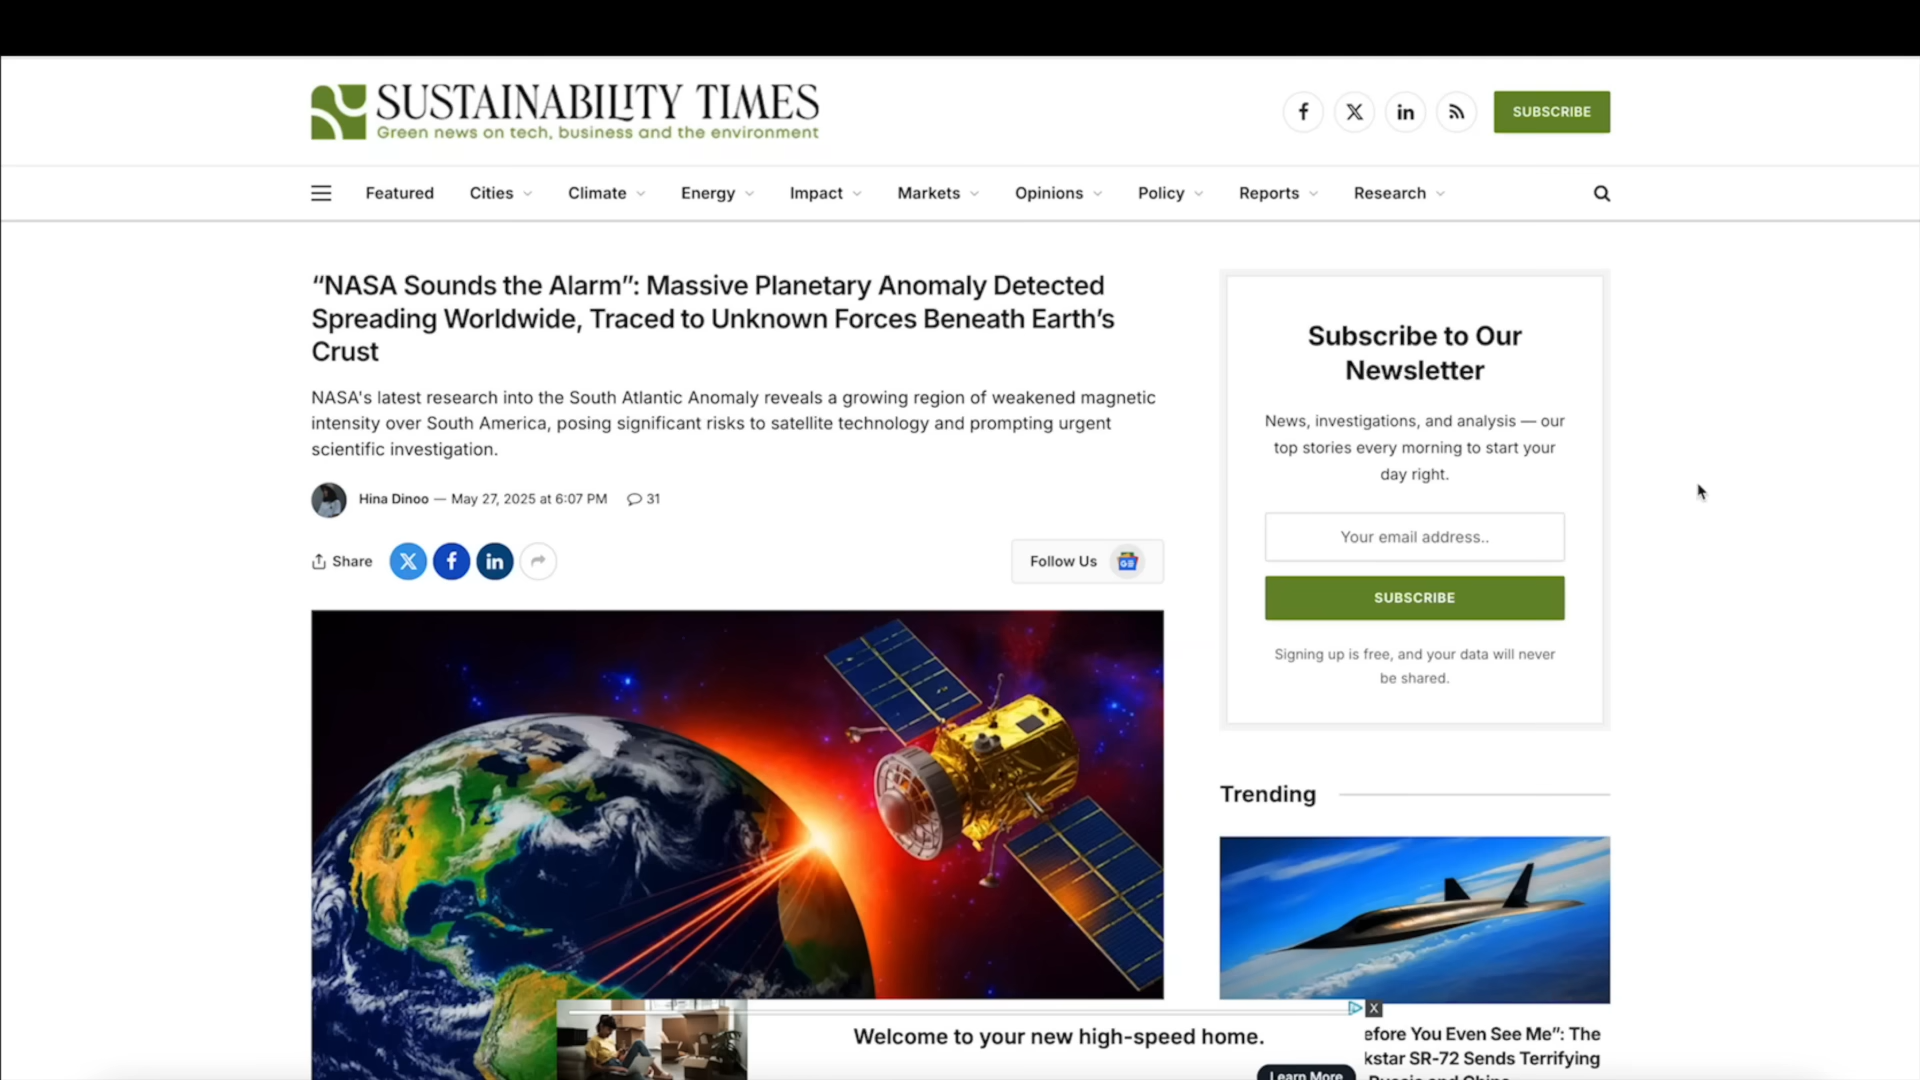 SUSTAINABILITY TIMES
Green news on tech, business and the environment
SUBSCRIBE
Featured Cities Climate Energy Impact Markets Opinions Policy Reports Research
“NASA Sounds the Alarm”: Massive Planetary Anomaly Detected
Spreading Worldwide, Traced to Unknown Forces Beneath Earth’s
Crust
NASA's latest research into the South Atlantic Anomaly reveals a growing region of weakened magnetic
intensity over South America, posing significant risks to satellite technology and prompting urgent
scientific investigation.
Hina Dinoo — May 27, 2025 at 6:07 PM 31
Share
Follow Us
Subscribe to Our
Newsletter
News, investigations, and analysis — our
top stories every morning to start your
day right.
Your email address..
SUBSCRIBE
Signing up is free, and your data will never
be shared.
Trending
efore You Even See Me”: The
kstar SR-72 Sends Terrifying
Russia and China
Welcome to your new high-speed home.
Learn More